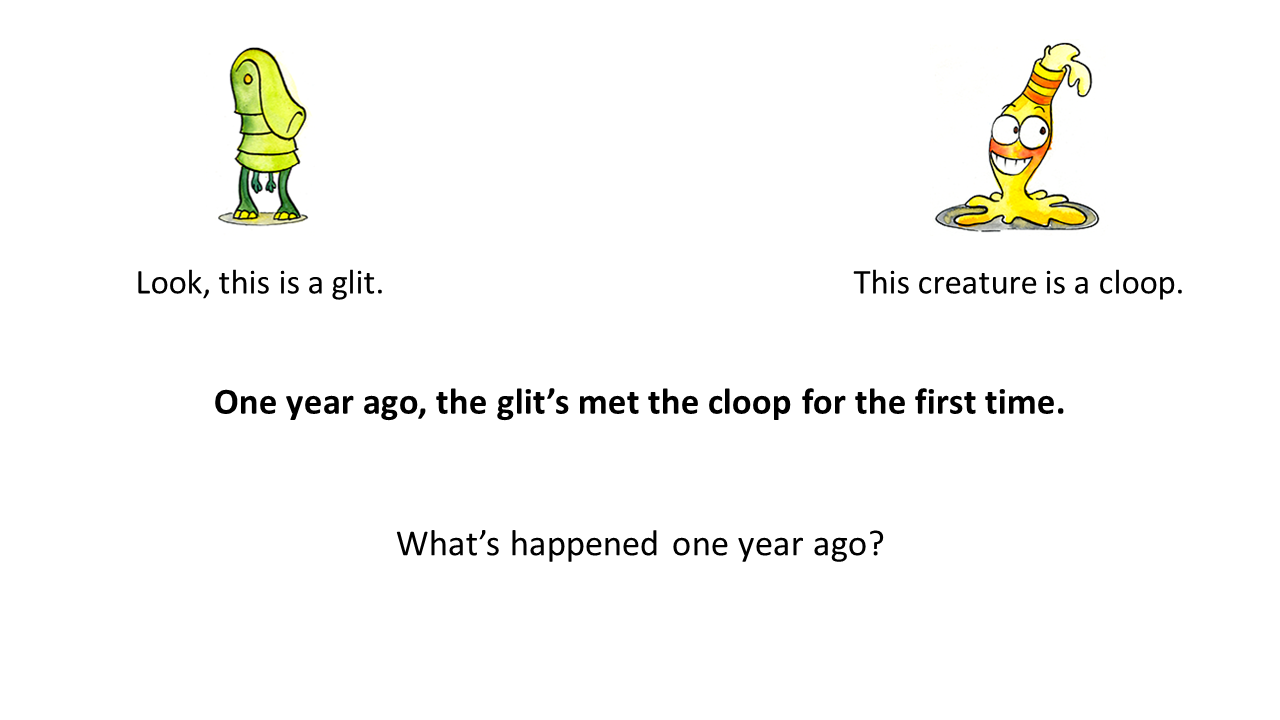 Look, this is a glit.
This creature is a cloop.
One year ago, the glit’s met the cloop for the first time.
What’s happened one year ago?